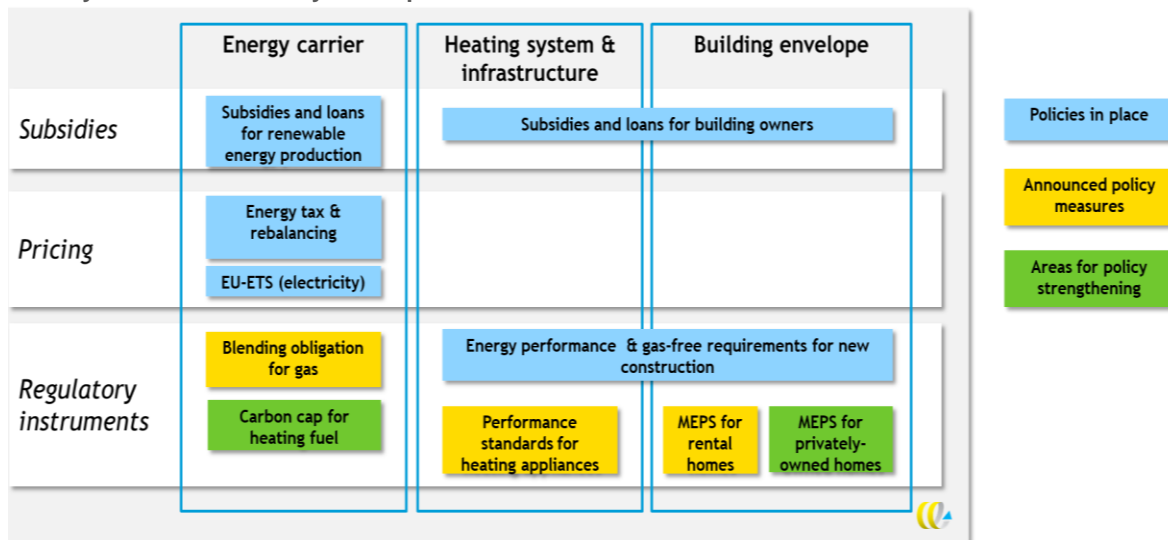 Energy carrier
Heating system &
infrastructure
Building envelope
Subsidies
Subsidies and loans
for renewable
energy production
Subsidies and loans for building owners
Pricing
Energy tax &
rebalancing
EU-ETS (electricity)
Regulatory
instruments
Blending obligation
for gas
Carbon cap for
heating fuel
Energy performance & gas-free requirements for new
construction
Performance
standards for
heating appliances
MEPS for
rental
homes
MEPS for
privately-
owned homes
Policies in place
Announced policy
measures
Areas for policy
strengthening